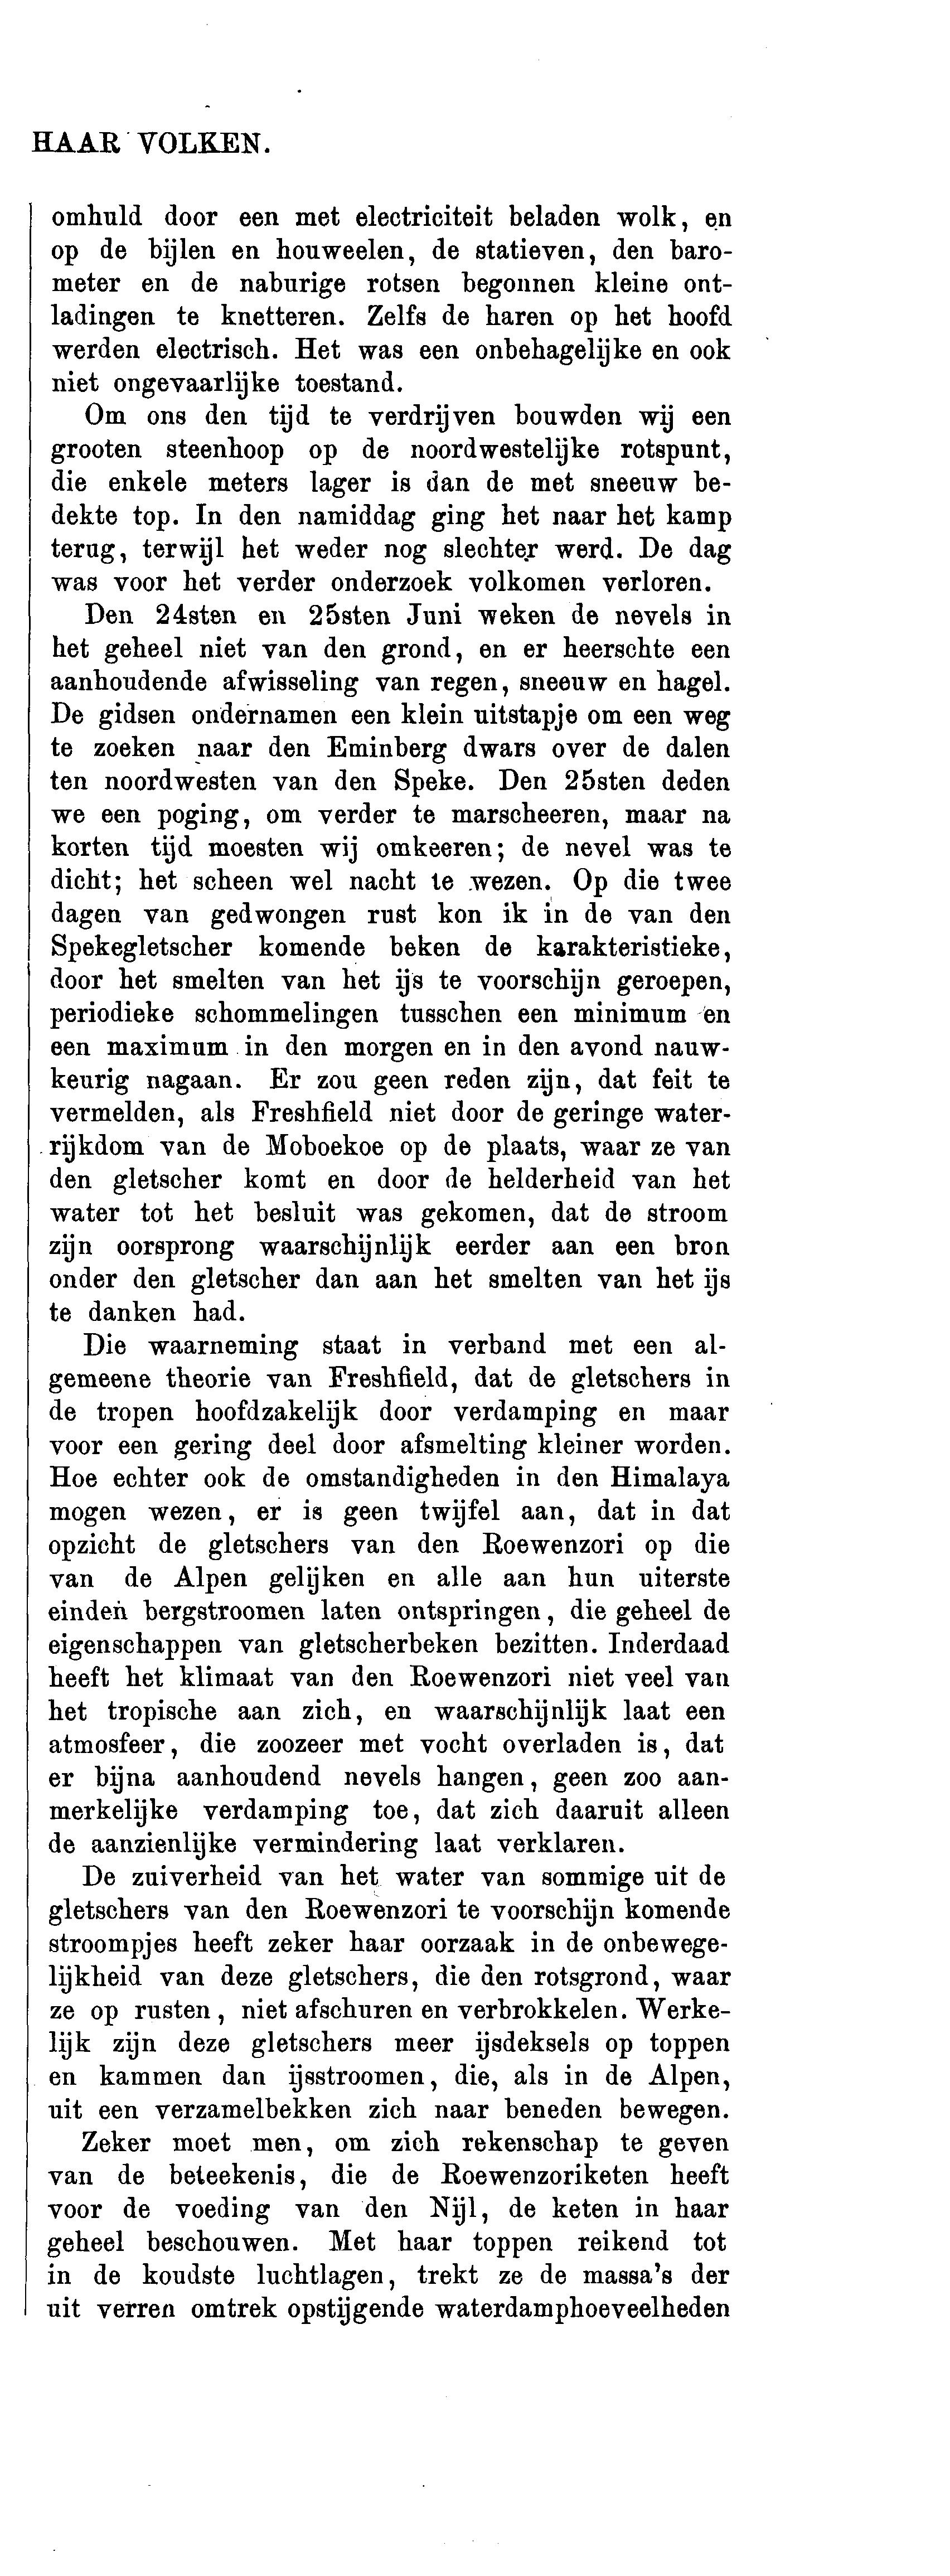 HAAR VOLKEN.
omhuld door een met electriciteit beladen wolk, en
op de bijlen en houweelen, de statieven, den baro-
meter en de naburige rotsen begonnen kleine ont-
ladingen te knetteren. Zelfs de haren op het hoofd
werden electrisch. Het was een onbehagelijke en ook
niet ongevaarlijke toestand.
Om ons den tijd te verdrijven bouwden wij een
grooten steenhoop op de noordwestelijke rotspunt,
die enkele meters lager is dan de met sneeuw be-
dekte top. In den namiddag ging het naar het kamp
terug, terwijl het weder nog slechter werd. De dag
was voor het verder onderzoek volkomen verloren.
Den 24sten en 25sten Juni weken de nevels in
het geheel niet van den grond, en er heerschte een
aanhoudende afwisseling van regen, sneeuw en hagel.
De gidsen ondernamen een klein uitstapje om een weg
te zoeken naar den Eminberg dwars over de dalen
ten noordwesten van den Speke. Den 25sten deden
we een poging, om verder te marscheeren, maar na
korten tijd moesten wij omkeeren; de nevel was te
dicht; het scheen wel nacht te wezen. Op die twee
dagen van gedwongen rust kon ik in de van den
Spekegletscher komende beken de karakteristieke,
door het smelten van het ijs te voorschijn geroepen,
periodieke schommelingen tusschen een minimum en
een maximum in den morgen en in den avond nauw-
keurig nagaan. Er zou geen reden zijn, dat feit te
vermelden, als Freshfield niet door de geringe water-
rijkdom van de Moboekoe op de plaats, waar ze van
den gletscher komt en door de helderheid van het
water tot het besluit was gekomen, dat de stroom
zijn oorsprong waarschijnlijk eerder aan een bron
onder den gletscher dan aan het smelten van het ijs
te danken had.
Die waarneming staat in verband met een al-
gemeene theorie van Freshfield, dat de gletschers in
de tropen hoofdzakelijk door verdamping en maar
voor een gering deel door afsmelting kleiner worden.
Hoe echter ook de omstandigheden in den Himalaya
mogen wezen, er is geen twijfel aan, dat in dat
opzicht de gletschers van den Roewenzori op die
van de Alpen gelijken en alle aan hun uiterste
einden bergstroomen laten ontspringen, die geheel de
eigenschappen van gletscherbeken bezitten. Inderdaad
heeft het klimaat van den Roewenzori niet veel van
het tropische aan zich, en waarschijnlijk laat een
atmosfeer, die zoozeer met vocht overladen is, dat
er bijna aanhoudend nevels hangen, geen zoo aan-
merkelijke verdamping toe, dat zich daaruit alleen
de aanzienlijke vermindering laat verklaren.
De zuiverheid van het water van sommige uit de
gletschers van den Roewenzori te voorschijn komende
stroompjes heeft zeker haar oorzaak in de onbewege-
lijkheid van deze gletschers, die den rotsgrond, waar
ze op rusten, niet afschuren en verbrokkelen. Werke-
lijk zijn deze gletschers meer ijsdeksels op toppen
en kammen dan ijsstroomen, die, als in de Alpen,
uit een verzamelbekken zich naar beneden bewegen.
Zeker moet men, om zich rekenschap te geven
van de beteekenis, die de Roewenzoriketen heeft
voor de voeding van den Nijl, de keten in haar
geheel beschouwen. Met haar toppen reikend tot
in de koudste luchtlagen, trekt ze de massa's der
uit verren omtrek opstijgende waterdamphoeveelheden